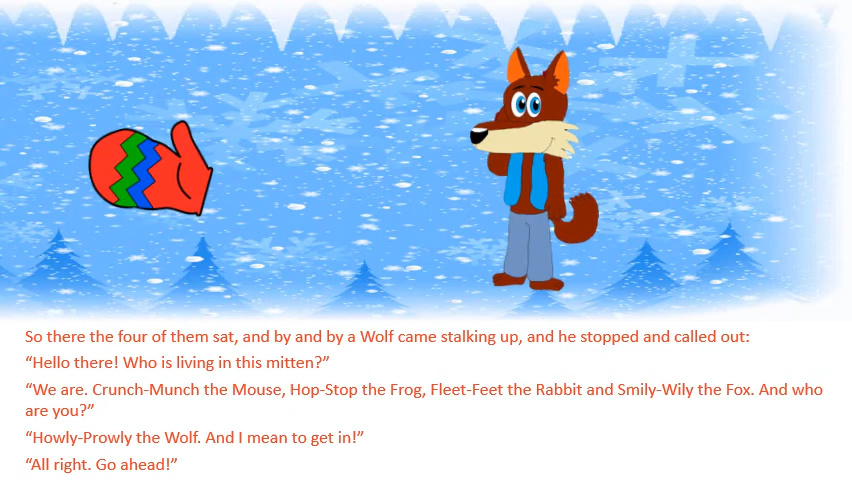 So there the four of them sat, and by and by a Wolf came stalking up, and he stopped and called out:
“Hello there! Who is living in this mitten?”
“We are. Crunch-Munch the Mouse, Hop-Stop the Frog, Fleet-Feet the Rabbit and Smily-Wily the Fox. And who
are you?”
“Howly-Prowly the Wolf. And I mean to get in!”
“All right. Go ahead!”